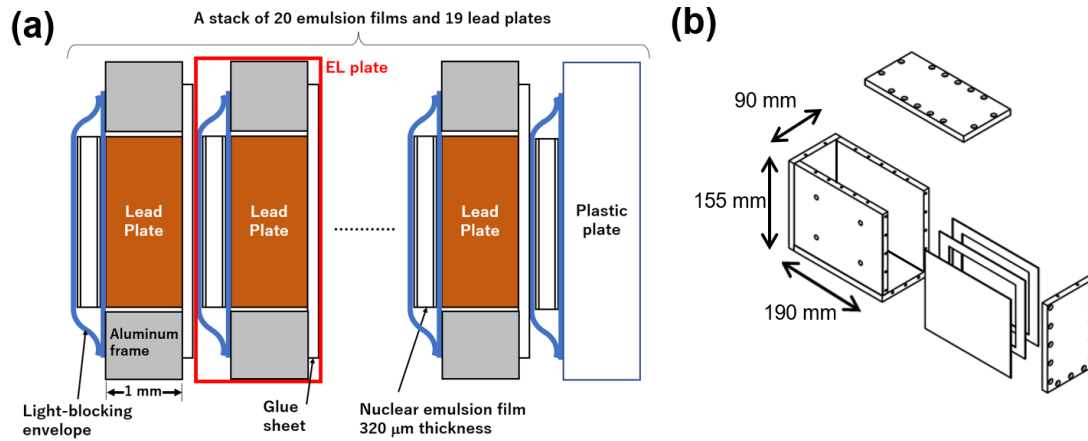 (a)
A stack of 20 emulsion films and 19 lead plates
EL plate
Lead
Plate
Lead
Plate
Lead
Plate
Plastic
plate
Aluminum
frame
1 mm
Light-blocking
envelope
Glue
sheet
Nuclear emulsion film
320 μm thickness
(b)
90 mm
155 mm
190 mm